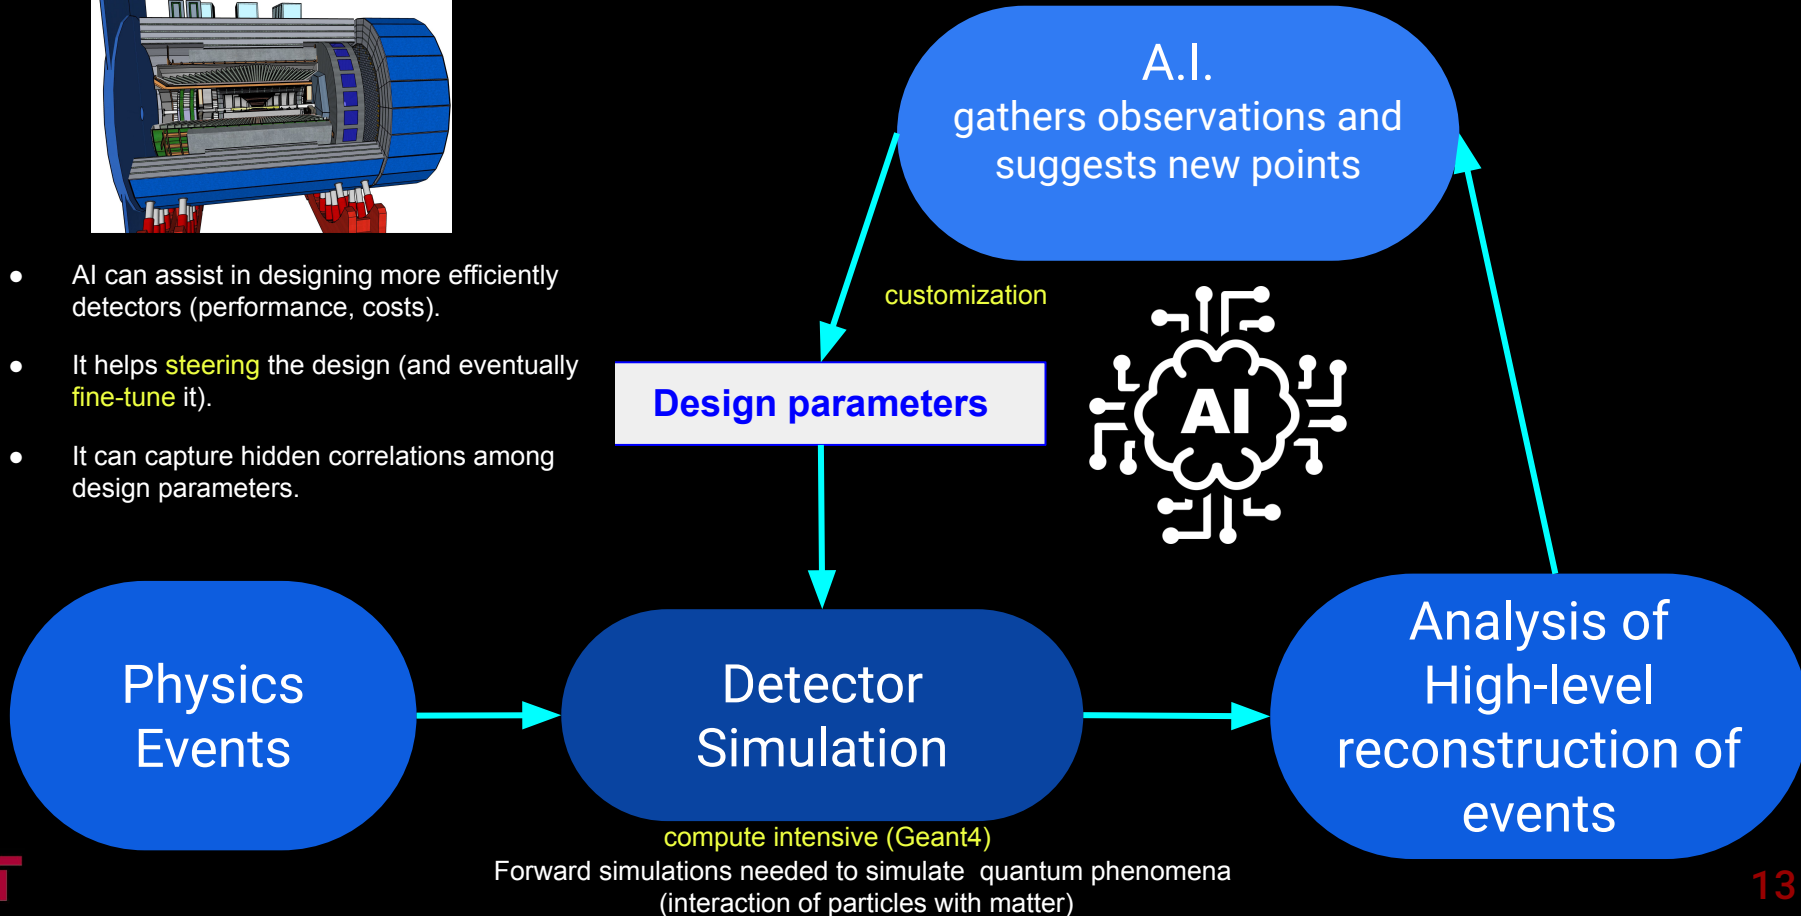 ● AI can assist in designing more efficiently
detectors (performance, costs).
● It helps steering the design (and eventually
fine-tune it).
● It can capture hidden correlations among
design parameters.
A.I.
gathers observations and
suggests new points
customization
Design parameters
AI
Physics
Events
Detector
Simulation
compute intensive (Geant4)
Forward simulations needed to simulate quantum phenomena
(interaction of particles with matter)
Analysis of
High-level
reconstruction of
events
13